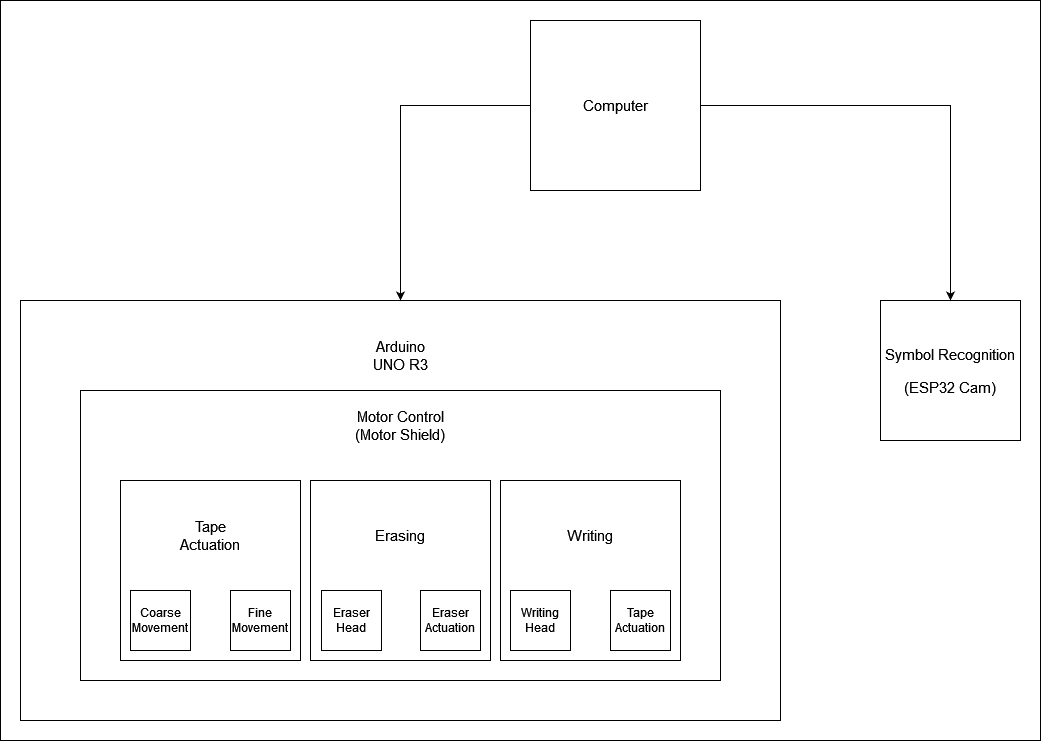 Computer
Arduino
UNO R3
Symbol Recognition
(ESP32 Cam)
Motor Control
(Motor Shield)
Tape
Actuation
Erasing
Writing
Coarse
Movement
Fine
Movement
Eraser
Head
Eraser
Actuation
Writing
Head
Tape
Actuation